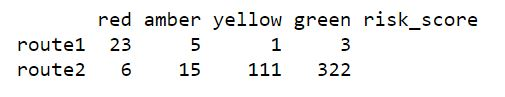 red amber yellow green risk_score
route1 23 5 1 3
route2 6 15 111 322